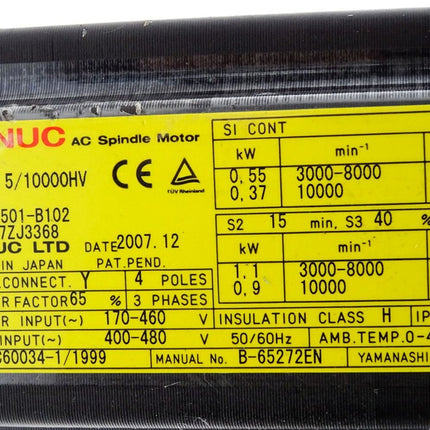 NUC AC Spindle Motor
5/10000HV
501-B102
7ZJ3368
UC LTD DATE 2007.12
IN JAPAN PAT.PEND.
.CONNECT. Y 4 POLES
R FACTOR 65 % 3 PHASES
R INPUT(~) 170-460 V
INPUT(~) 400-480 V 50/60Hz
C60034-1/1999
CE TÜV Rheinland
SI CONT
kW min-1
0,55 3000-8000
0,37 10000
S2 15 min, S3 40 %
kW min-1
1,1 3000-8000
0,9 10000
INSULATION CLASS H IP
AMB.TEMP.0-4
MANUAL No. B-65272EN YAMANASHI